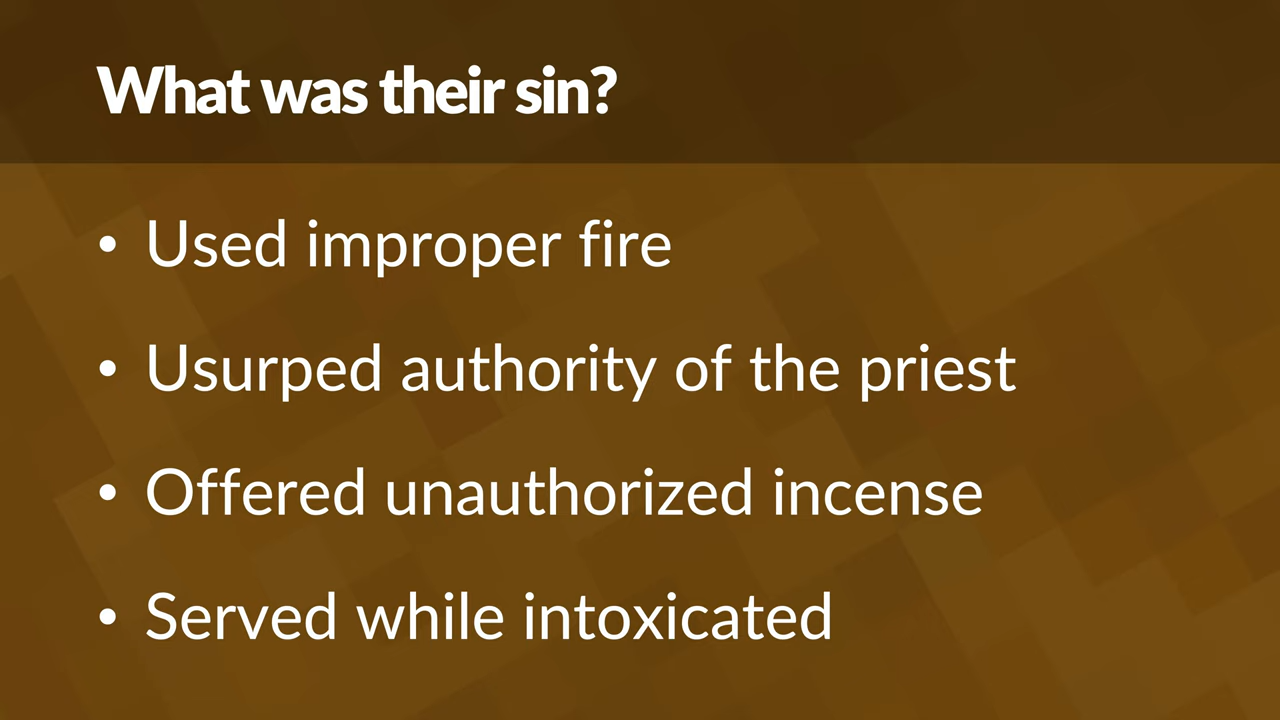 What was their sin?
• Used improper fire
• Usurped authority of the priest
• Offered unauthorized incense
• Served while intoxicated